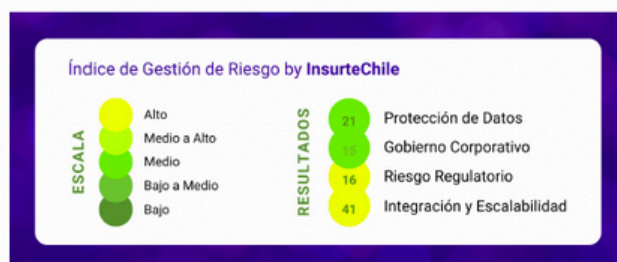 Índice de Gestión de Riesgo by InsurteChile
ESCALA
Alto
Medio a Alto
Medio
Bajo a Medio
Bajo
RESULTADOS
21 Protección de Datos
15 Gobierno Corporativo
16 Riesgo Regulatorio
41 Integración y Escalabilidad